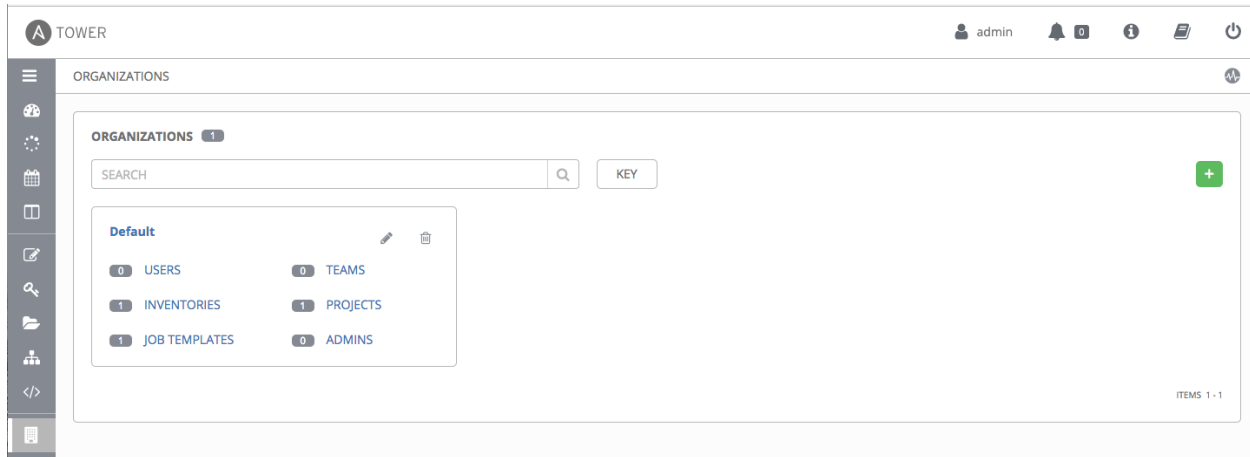 A TOWER admin 0
ORGANIZATIONS
ORGANIZATIONS 1
SEARCH KEY +
Default
0 USERS 0 TEAMS
1 INVENTORIES 1 PROJECTS
1 JOB TEMPLATES 0 ADMINS
ITEMS 1 - 1